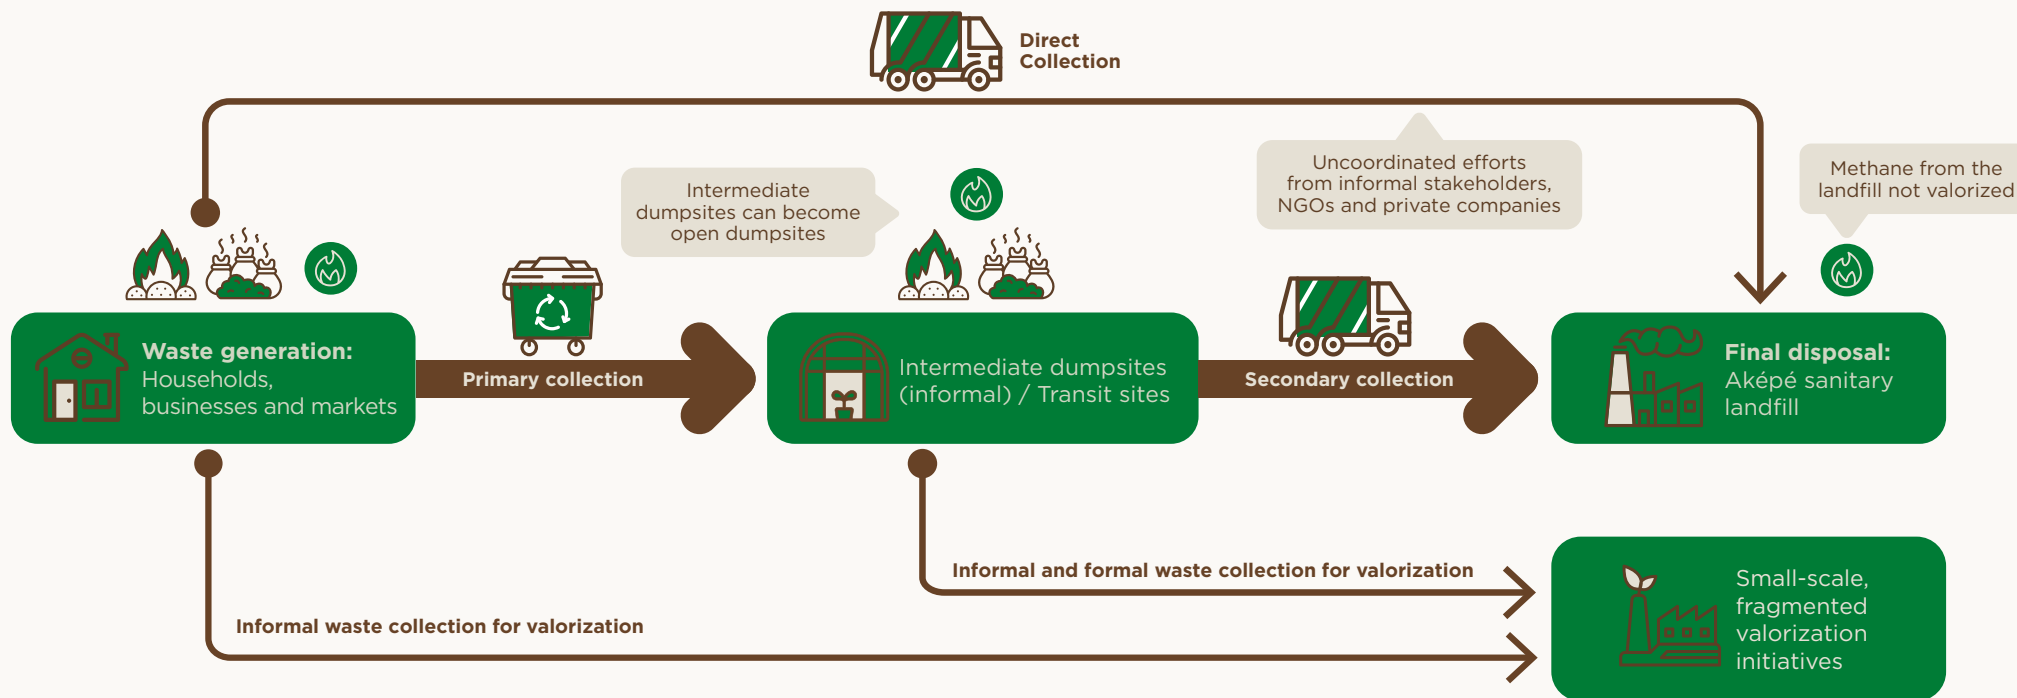 Direct
Collection
Intermediate
dumpsites can become
open dumpsites
Uncoordinated efforts
from informal stakeholders,
NGOs and private companies
Methane from the
landfill not valorized
Waste generation:
Households,
businesses and markets
Primary collection
Intermediate dumpsites
(informal) / Transit sites
Secondary collection
Final disposal:
Aképé sanitary
landfill
Informal and formal waste collection for valorization
Informal waste collection for valorization
Small-scale,
fragmented
valorization
initiatives